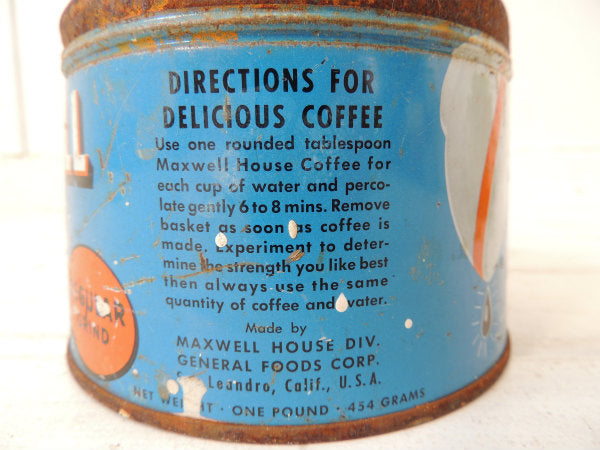 DIRECTIONS FOR
DELICIOUS COFFEE
Use one rounded tablespoon
Maxwell House Coffee for
each cup of water and perco-
late gently 6 to 8 mins. Remove
basket as soon as coffee is
made. Experiment to deter-
mine the strength you like best
then always use the same
quantity of coffee and water.
Made by
MAXWELL HOUSE DIV.
GENERAL FOODS CORP.
Leandro, Calif., U.S.A.
NET WEIGHT · ONE POUND · 454 GRAMS
GRIND